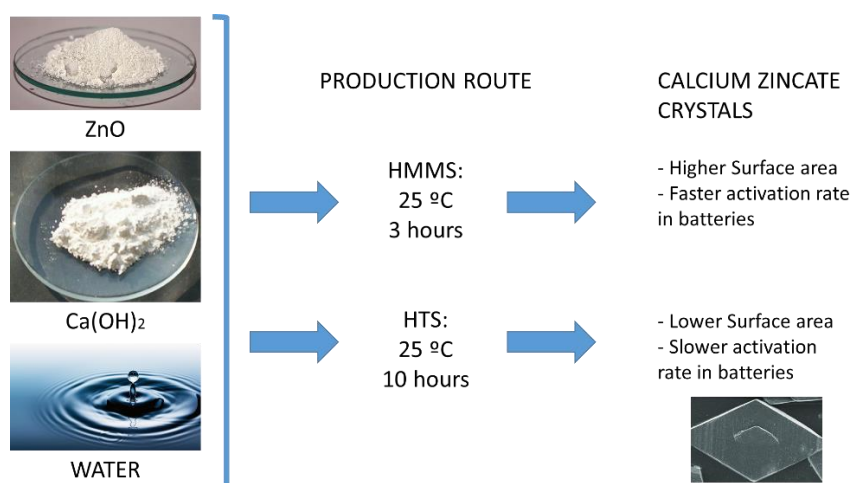 ZnO
Ca(OH)₂
WATER
PRODUCTION ROUTE
HMMS:
25 ºC
3 hours
HTS:
25 ºC
10 hours
CALCIUM ZINCATE
CRYSTALS
- Higher Surface area
- Faster activation rate
in batteries
- Lower Surface area
- Slower activation
rate in batteries